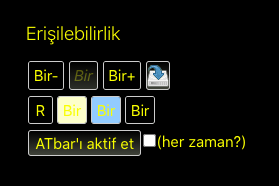 Erişilebilirlik
Bir- Bir Bir+
R Bir Bir Bir
ATbar'ı aktif et (her zaman?)